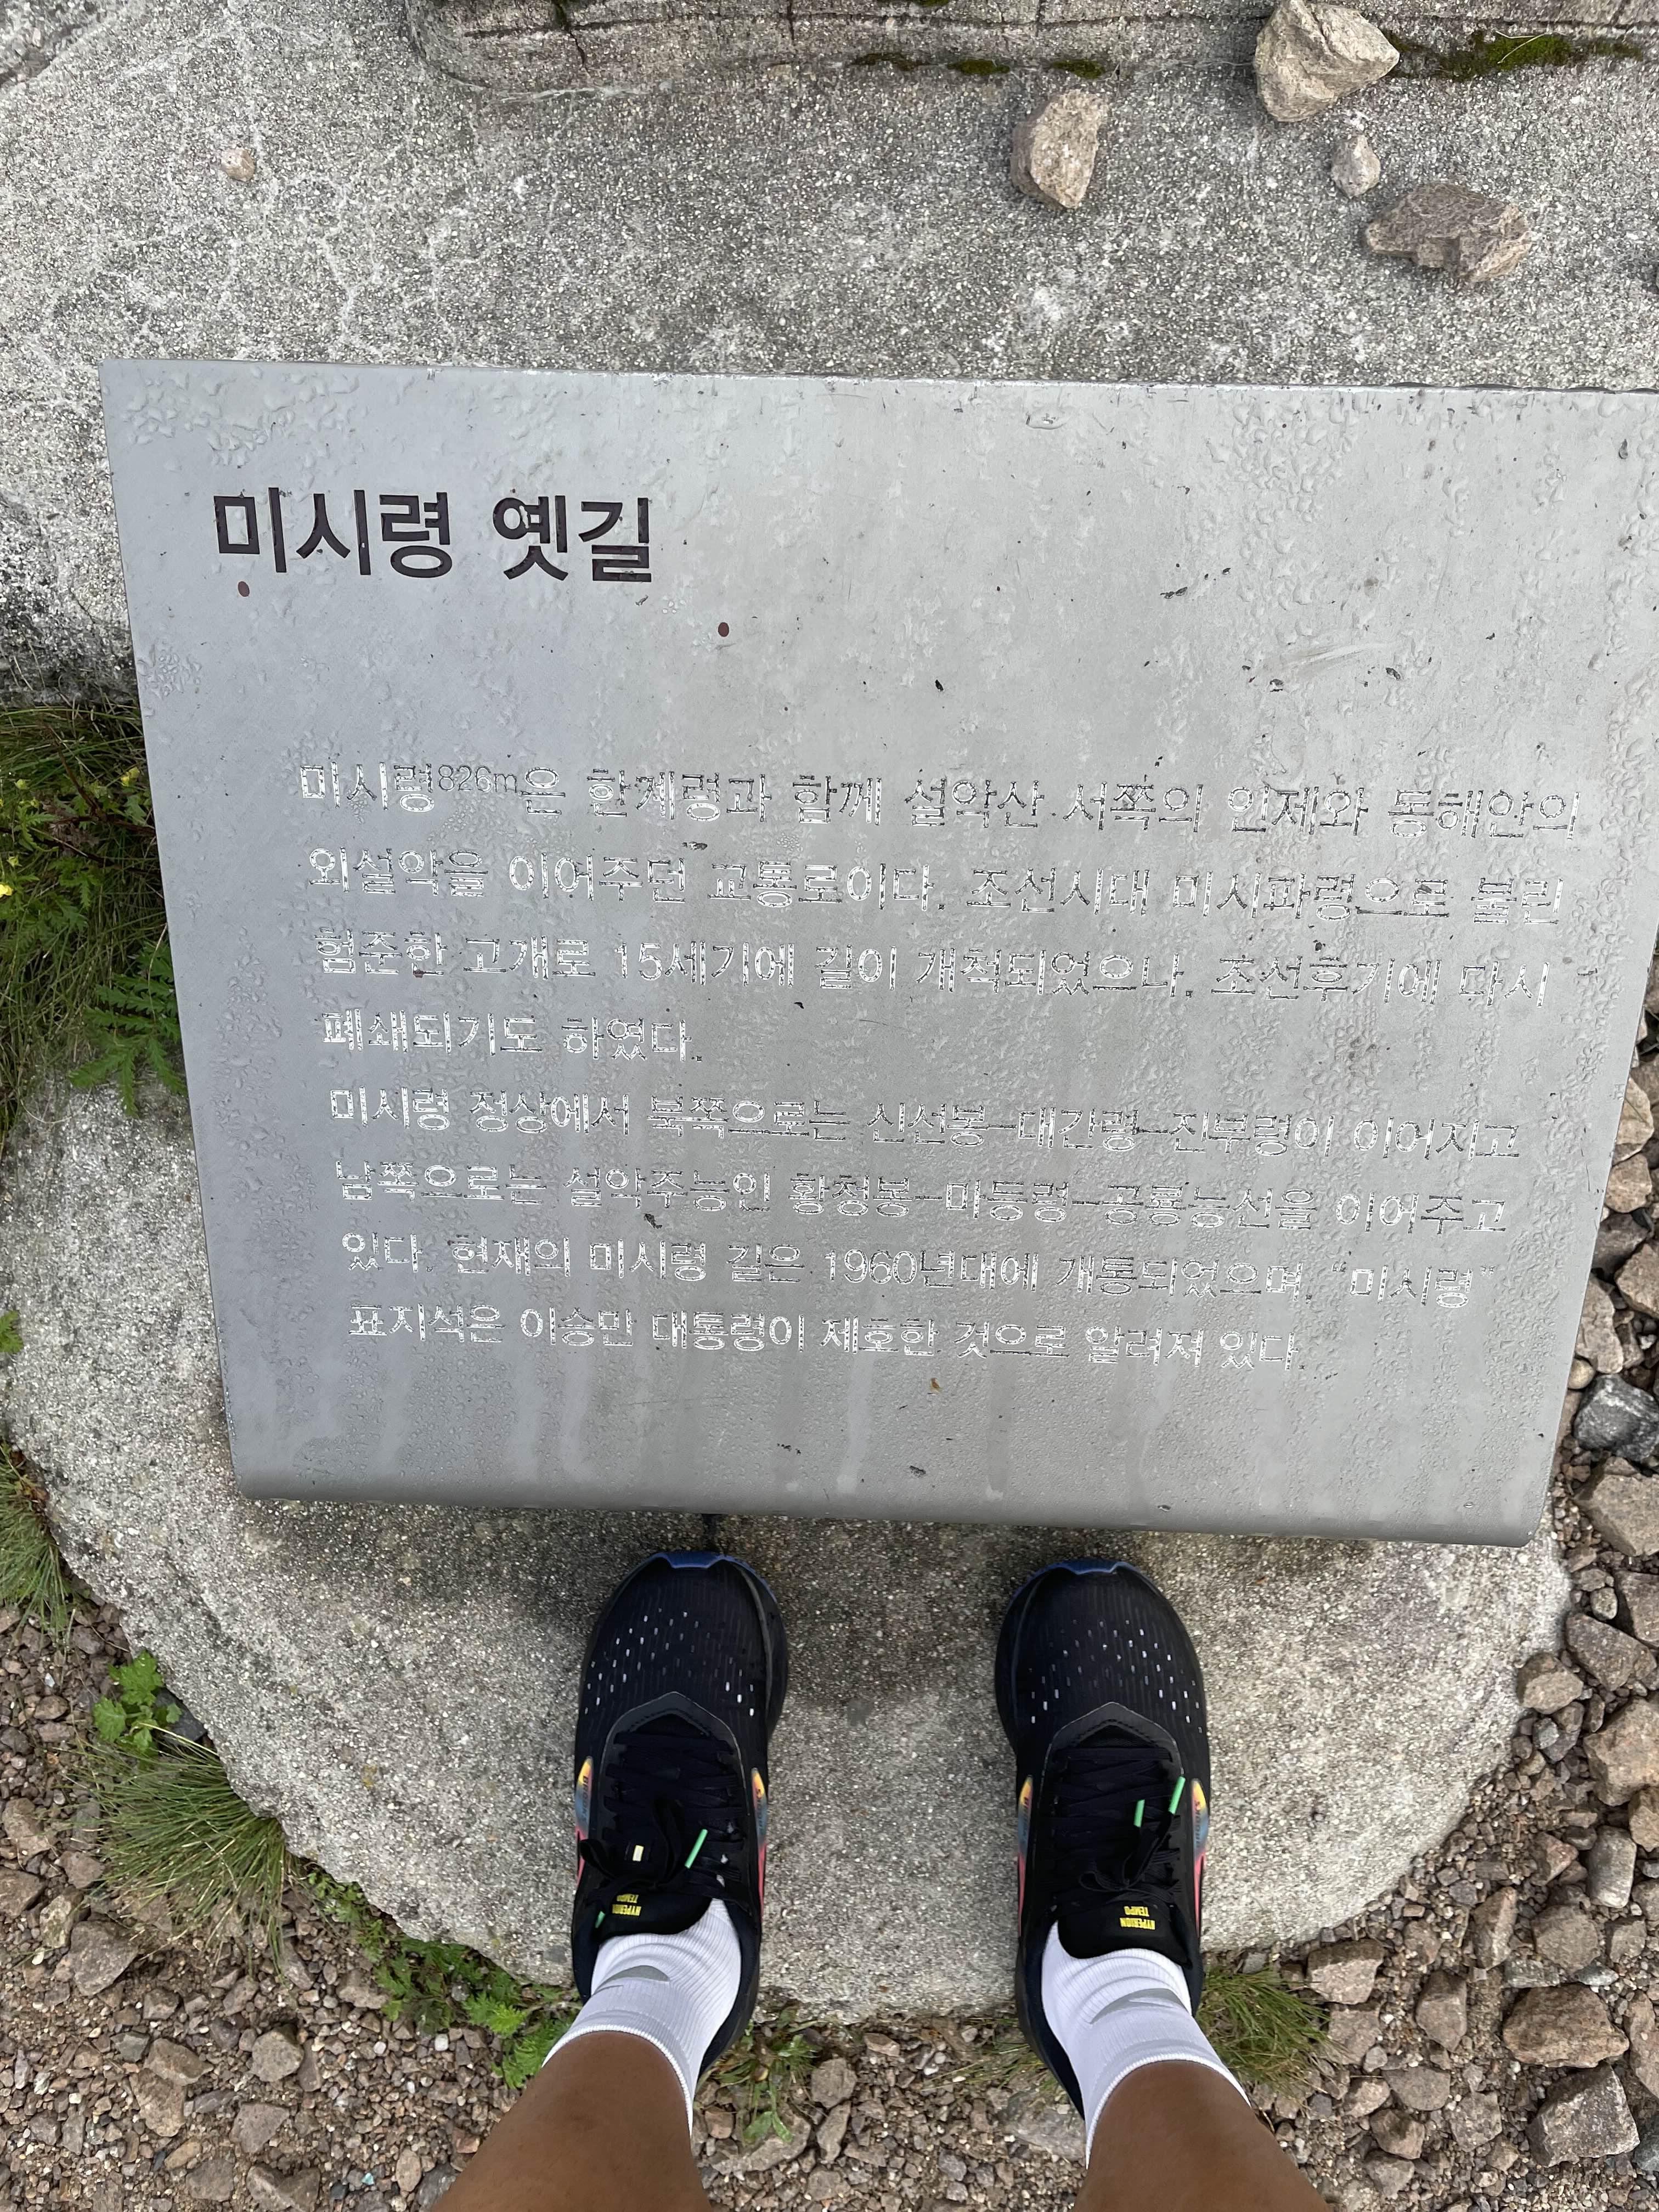 미시령 옛길
미시령826m은 한계령과 함께 설악산 서쪽의 인제와 동해안의
외설악을 이어주던 교통로이다. 조선시대 미시파령으로 불린
험준한 고개로 15세기에 길이 개척되었으나, 조선후기에 다시
폐쇄되기도 하였다.
미시령 정상에서 북쪽으로는 신선봉-대간령-진부령이 이어지고
남쪽으로는 설악주능인 황철봉-마등령-공룡능선을 이어주고
있다. 현재의 미시령 길은 1960년대에 개통되었으며, “미시령”
표지석은 이승만 대통령이 제호한 것으로 알려져 있다.
HYPERION
TEMPO
HYPERION
TEMPO